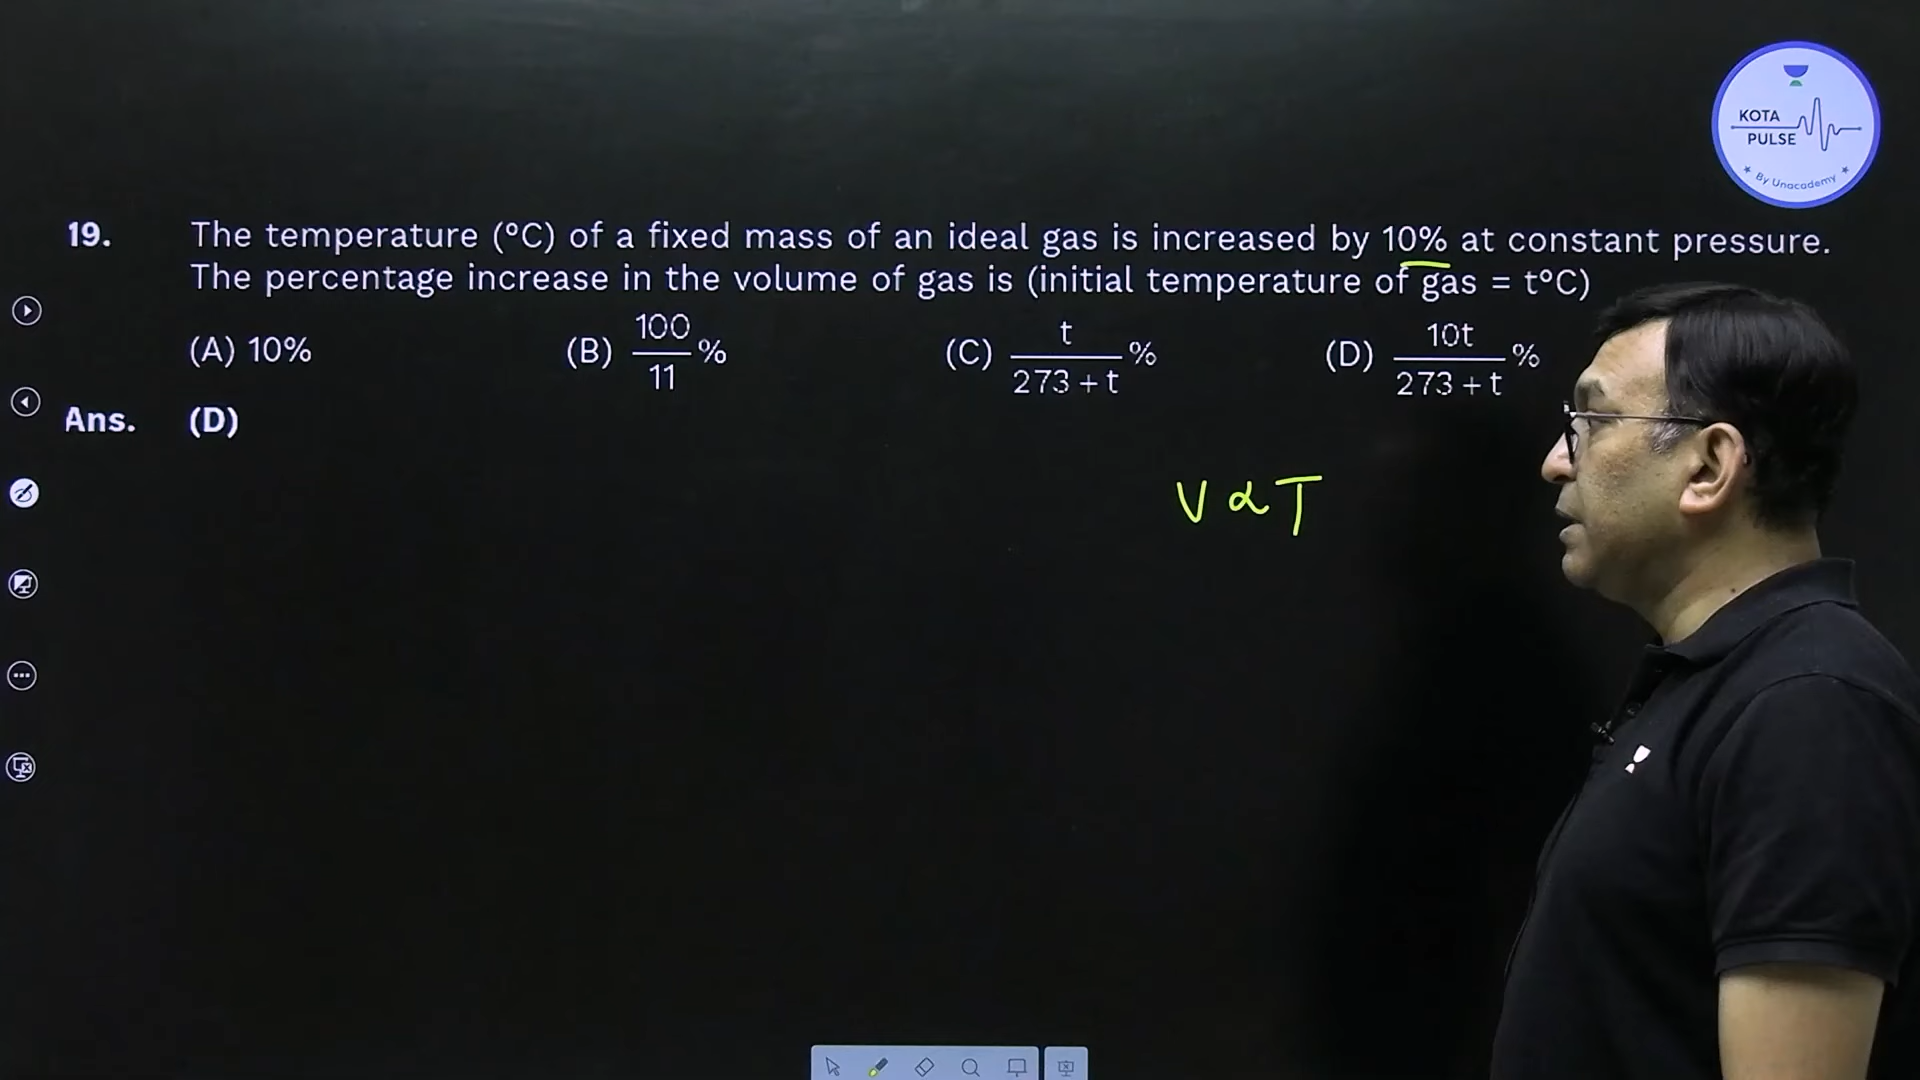 KOTA
PULSE
By Unacademy
19. The temperature (°C) of a fixed mass of an ideal gas is increased by 10% at constant pressure.
The percentage increase in the volume of gas is (initial temperature of gas = t°C)
(A) 10% (B) 100/11 % (C) t/(273 + t) % (D) 10t/(273 + t) %
Ans. (D)
V ∝ T